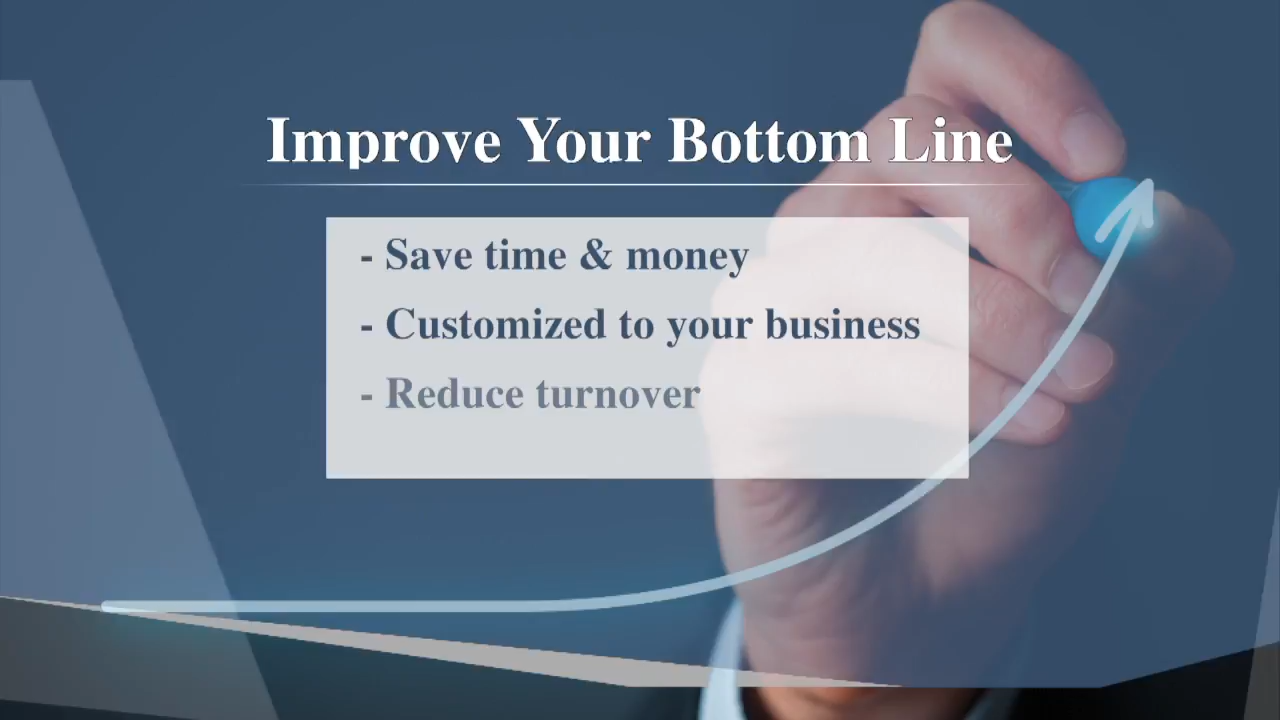 Improve Your Bottom Line
- Save time & money
- Customized to your business
- Reduce turnover